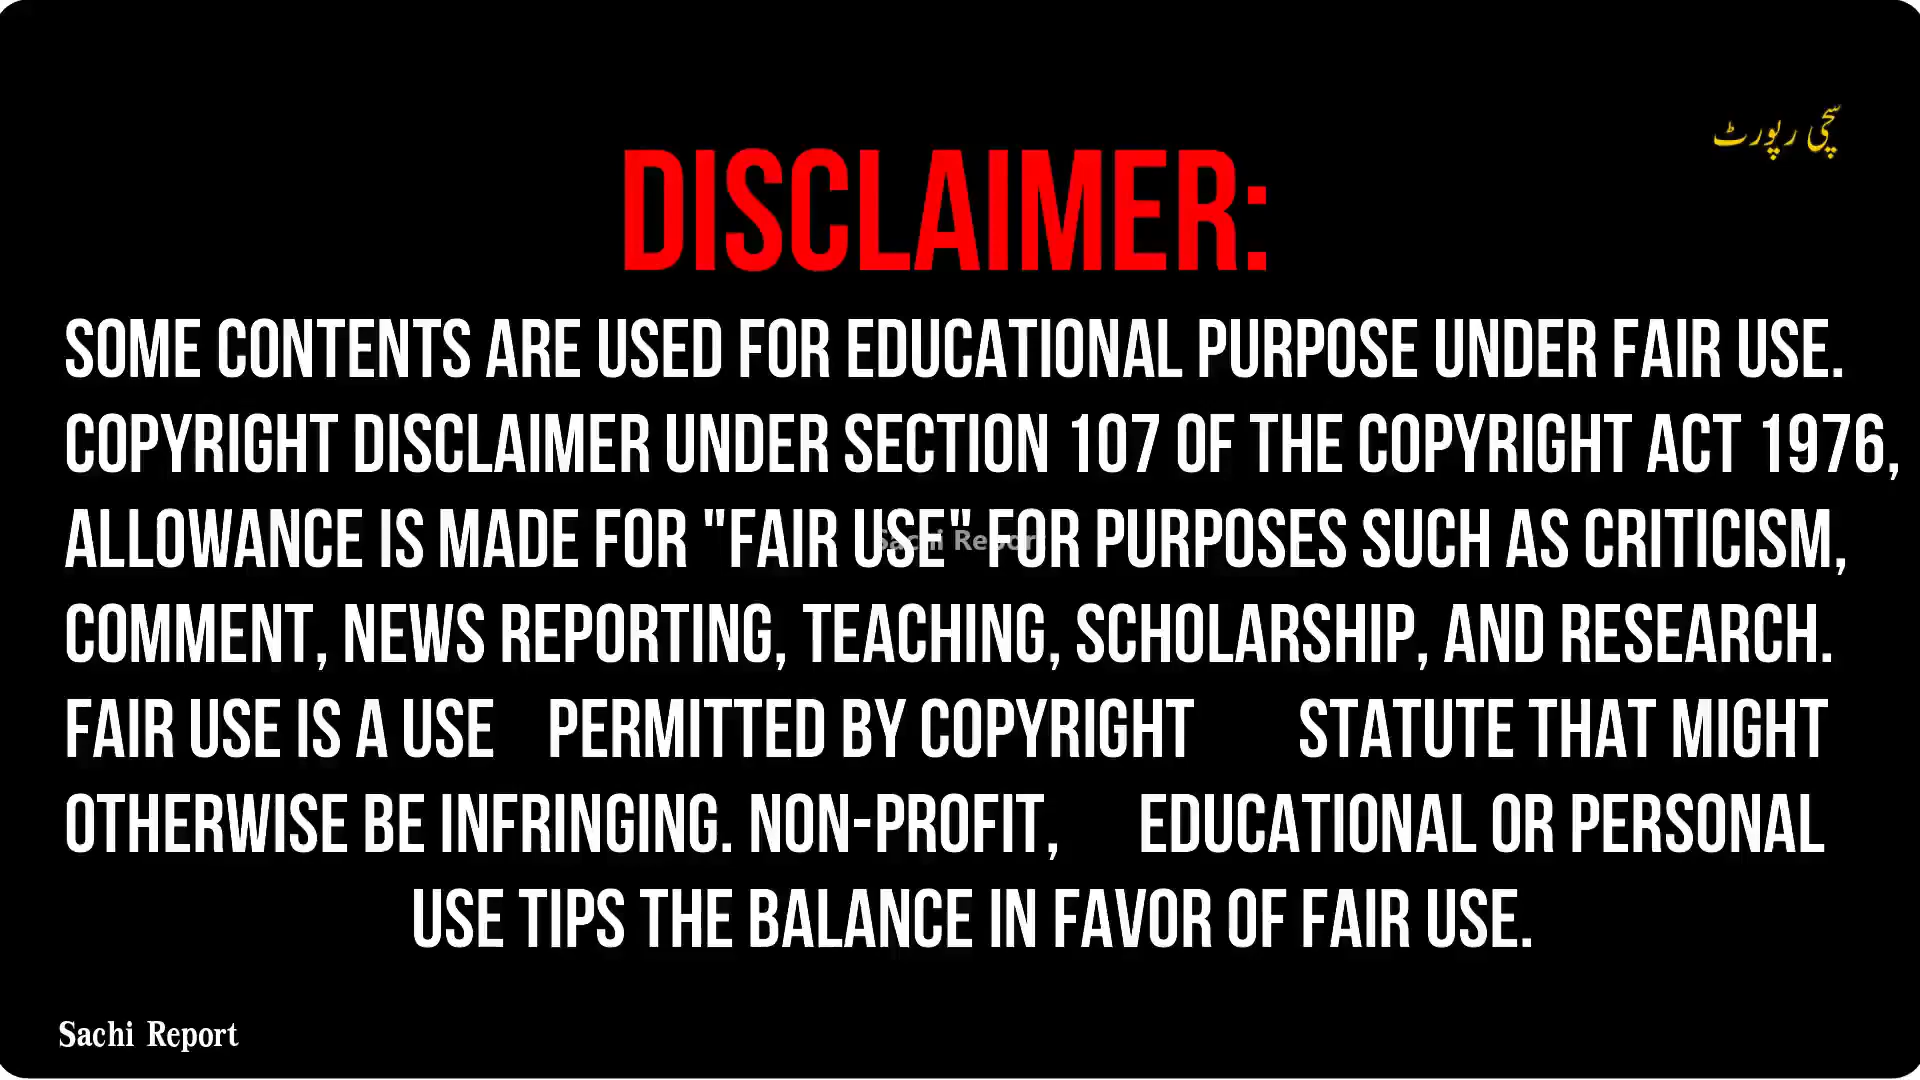 سچی رپورٹ
DISCLAIMER:
SOME CONTENTS ARE USED FOR EDUCATIONAL PURPOSE UNDER FAIR USE.
COPYRIGHT DISCLAIMER UNDER SECTION 107 OF THE COPYRIGHT ACT 1976,
ALLOWANCE IS MADE FOR "FAIR USE" FOR PURPOSES SUCH AS CRITICISM,
Sachi Report
COMMENT, NEWS REPORTING, TEACHING, SCHOLARSHIP, AND RESEARCH.
FAIR USE IS A USE PERMITTED BY COPYRIGHT STATUTE THAT MIGHT
OTHERWISE BE INFRINGING. NON-PROFIT, EDUCATIONAL OR PERSONAL
USE TIPS THE BALANCE IN FAVOR OF FAIR USE.
Sachi Report